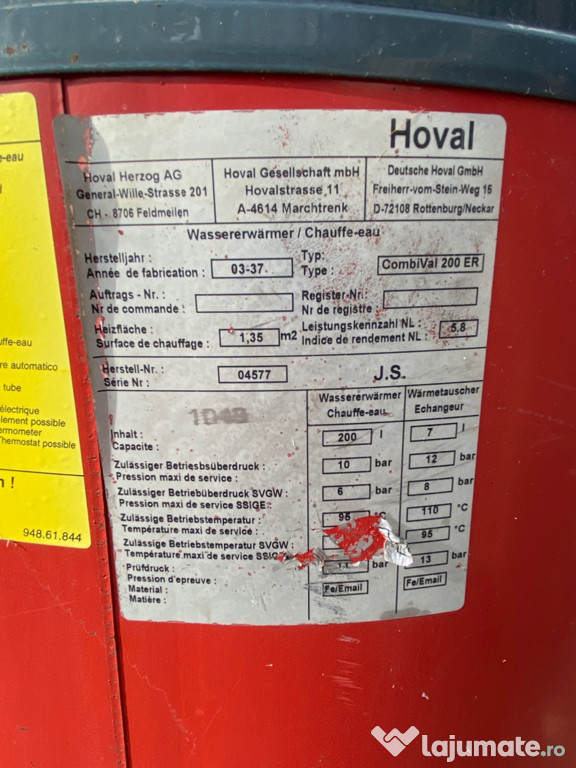 Hoval
Hoval Herzog AG
General-Wille-Strasse 201
CH - 8706 Feldmeilen
Hoval Gesellschaft mbH
Hovalstrasse 11
A-4614 Marchtrenk
Deutsche Hoval GmbH
Freiherr-vom-Stein-Weg 15
D-72108 Rottenburg/Neckar
Wassererwärmer / Chauffe-eau
Herstelljahr :
Année de fabrication : 03-37.
Typ:
Type : CombiVal 200 ER
Auftrags - Nr. :
Nr de commande :
Register-Nr. :
Nr de registre :
Heizfläche :
Surface de chauffage : 1,35 m2
Leistungskennzahl NL :
Indice de rendement NL : 5,8
Herstell-Nr. :
Série Nr : 04577
J.S.
Wassererwärmer
Chauffe-eau
Wärmetauscher
Echangeur
Inhalt :
Capacite : 200 l 7 l
Zulässiger Betriebsüberdruck :
Pression maxi de service : 10 bar 12 bar
Zulässiger Betriebüberdruck SVGW :
Pression maxi de service SSIGE : 6 bar 8 bar
Zulässige Betriebstemperatur :
Température maxi de service : 95 °C 110 °C
Zulässige Betriebstemperatur SVGW :
Température maxi de service SSIGE 95 °C
Prüfdruck :
Pression d'epreuve : bar 13 bar
Material :
Matière : Fe/Email Fe/Email
-eau
ffe-eau
re automatico
tube
électrique
element possible
ermometer
Thermostat possible
n !
948.61.844
lajumate.ro